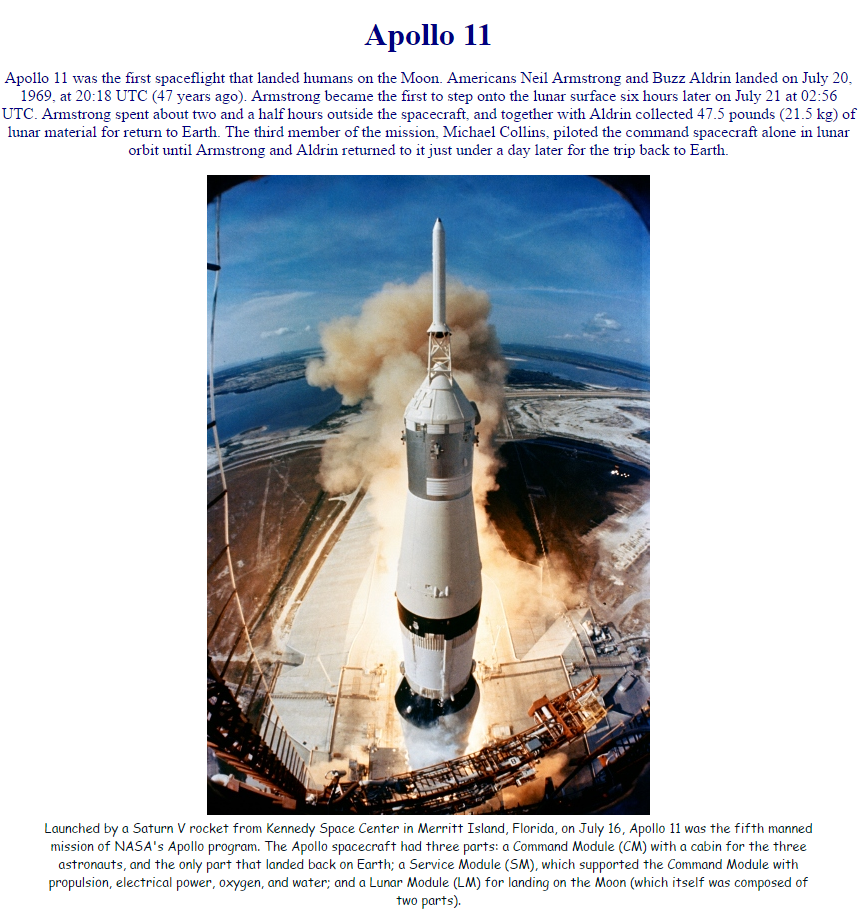 Apollo 11
Apollo 11 was the first spaceflight that landed humans on the Moon. Americans Neil Armstrong and Buzz Aldrin landed on July 20,
1969, at 20:18 UTC (47 years ago). Armstrong became the first to step onto the lunar surface six hours later on July 21 at 02:56
UTC. Armstrong spent about two and a half hours outside the spacecraft, and together with Aldrin collected 47.5 pounds (21.5 kg) of
lunar material for return to Earth. The third member of the mission, Michael Collins, piloted the command spacecraft alone in lunar
orbit until Armstrong and Aldrin returned to it just under a day later for the trip back to Earth.
Launched by a Saturn V rocket from Kennedy Space Center in Merritt Island, Florida, on July 16, Apollo 11 was the fifth manned
mission of NASA's Apollo program. The Apollo spacecraft had three parts: a Command Module (CM) with a cabin for the three
astronauts, and the only part that landed back on Earth; a Service Module (SM), which supported the Command Module with
propulsion, electrical power, oxygen, and water; and a Lunar Module (LM) for landing on the Moon (which itself was composed of
two parts).